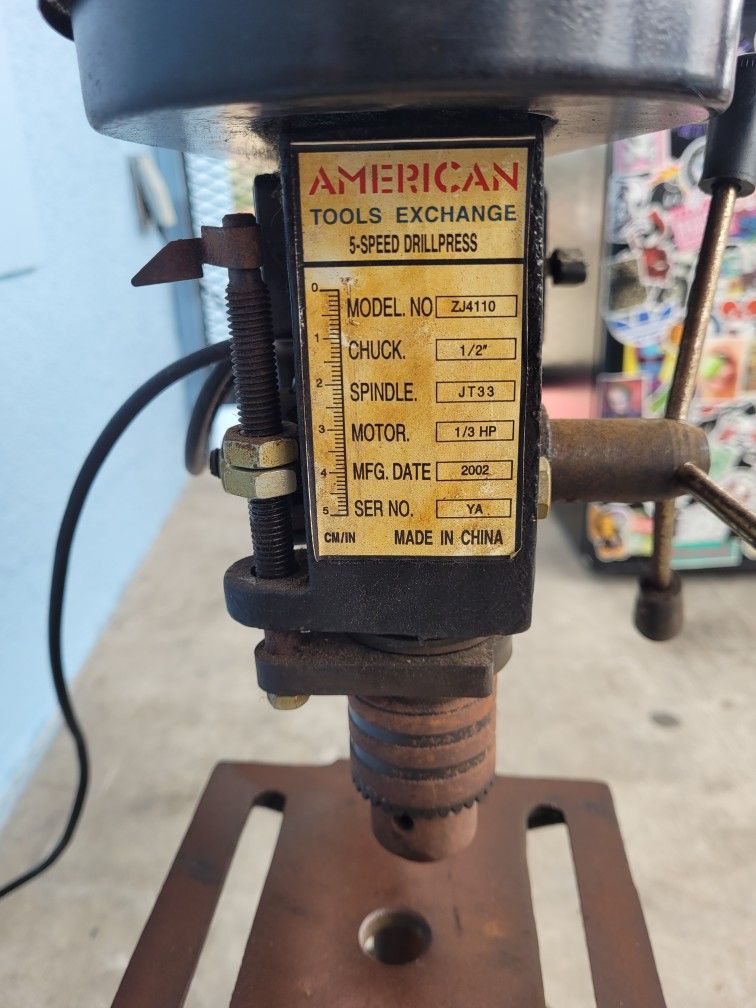 AMERICAN
TOOLS EXCHANGE
5-SPEED DRILLPRESS
0
1
2
3
4
5
MODEL. NO ZJ4110
CHUCK. 1/2"
SPINDLE. JT33
MOTOR. 1/3 HP
MFG. DATE 2002
SER NO. YA
CM/IN MADE IN CHINA